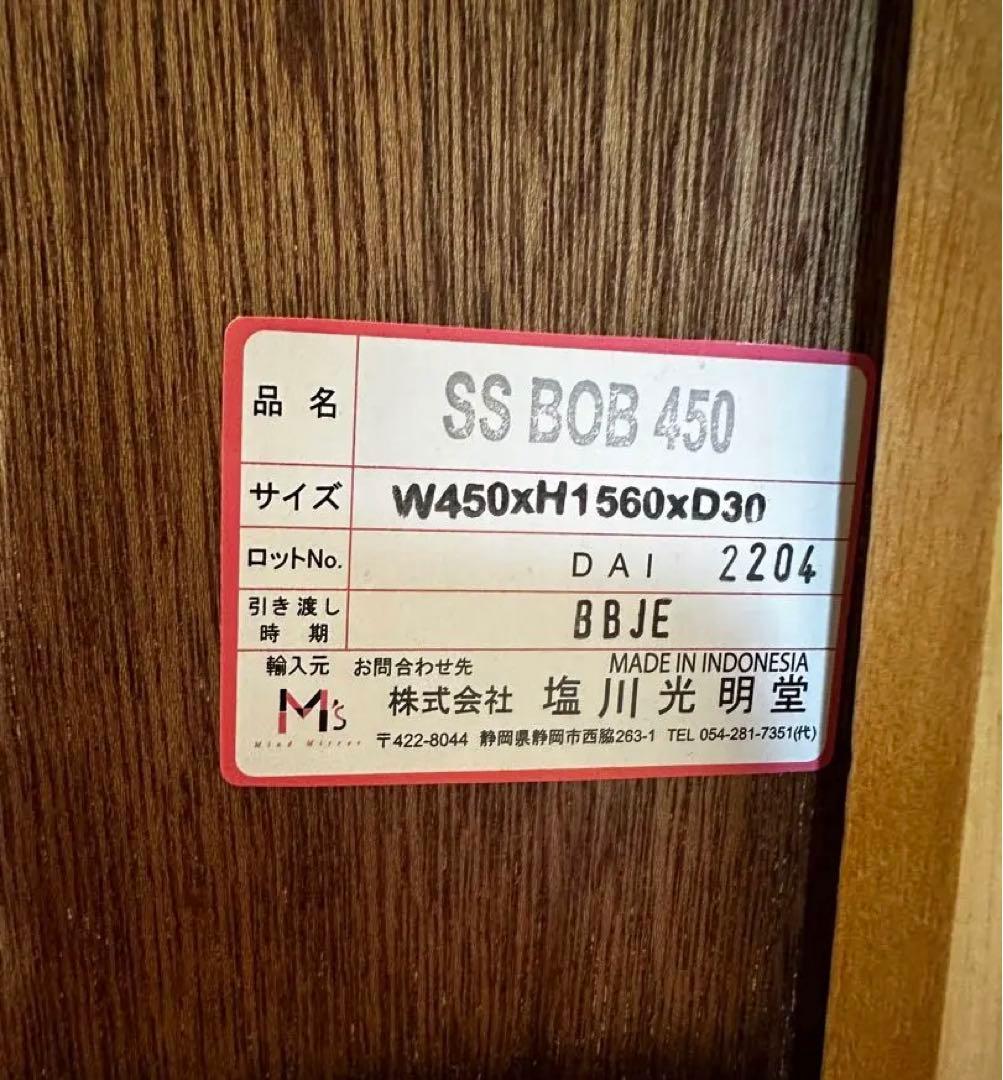 品 名 SS BOB 450
サイズ W450xH1560xD30
ロットNo. DAI 2204
引き渡し
時 期 BBJE
輸入元 お問合わせ先 MADE IN INDONESIA
M's 株式会社 塩川光明堂
Mind Mirror 〒422-8044 静岡県静岡市西脇263-1 TEL 054-281-7351(代)